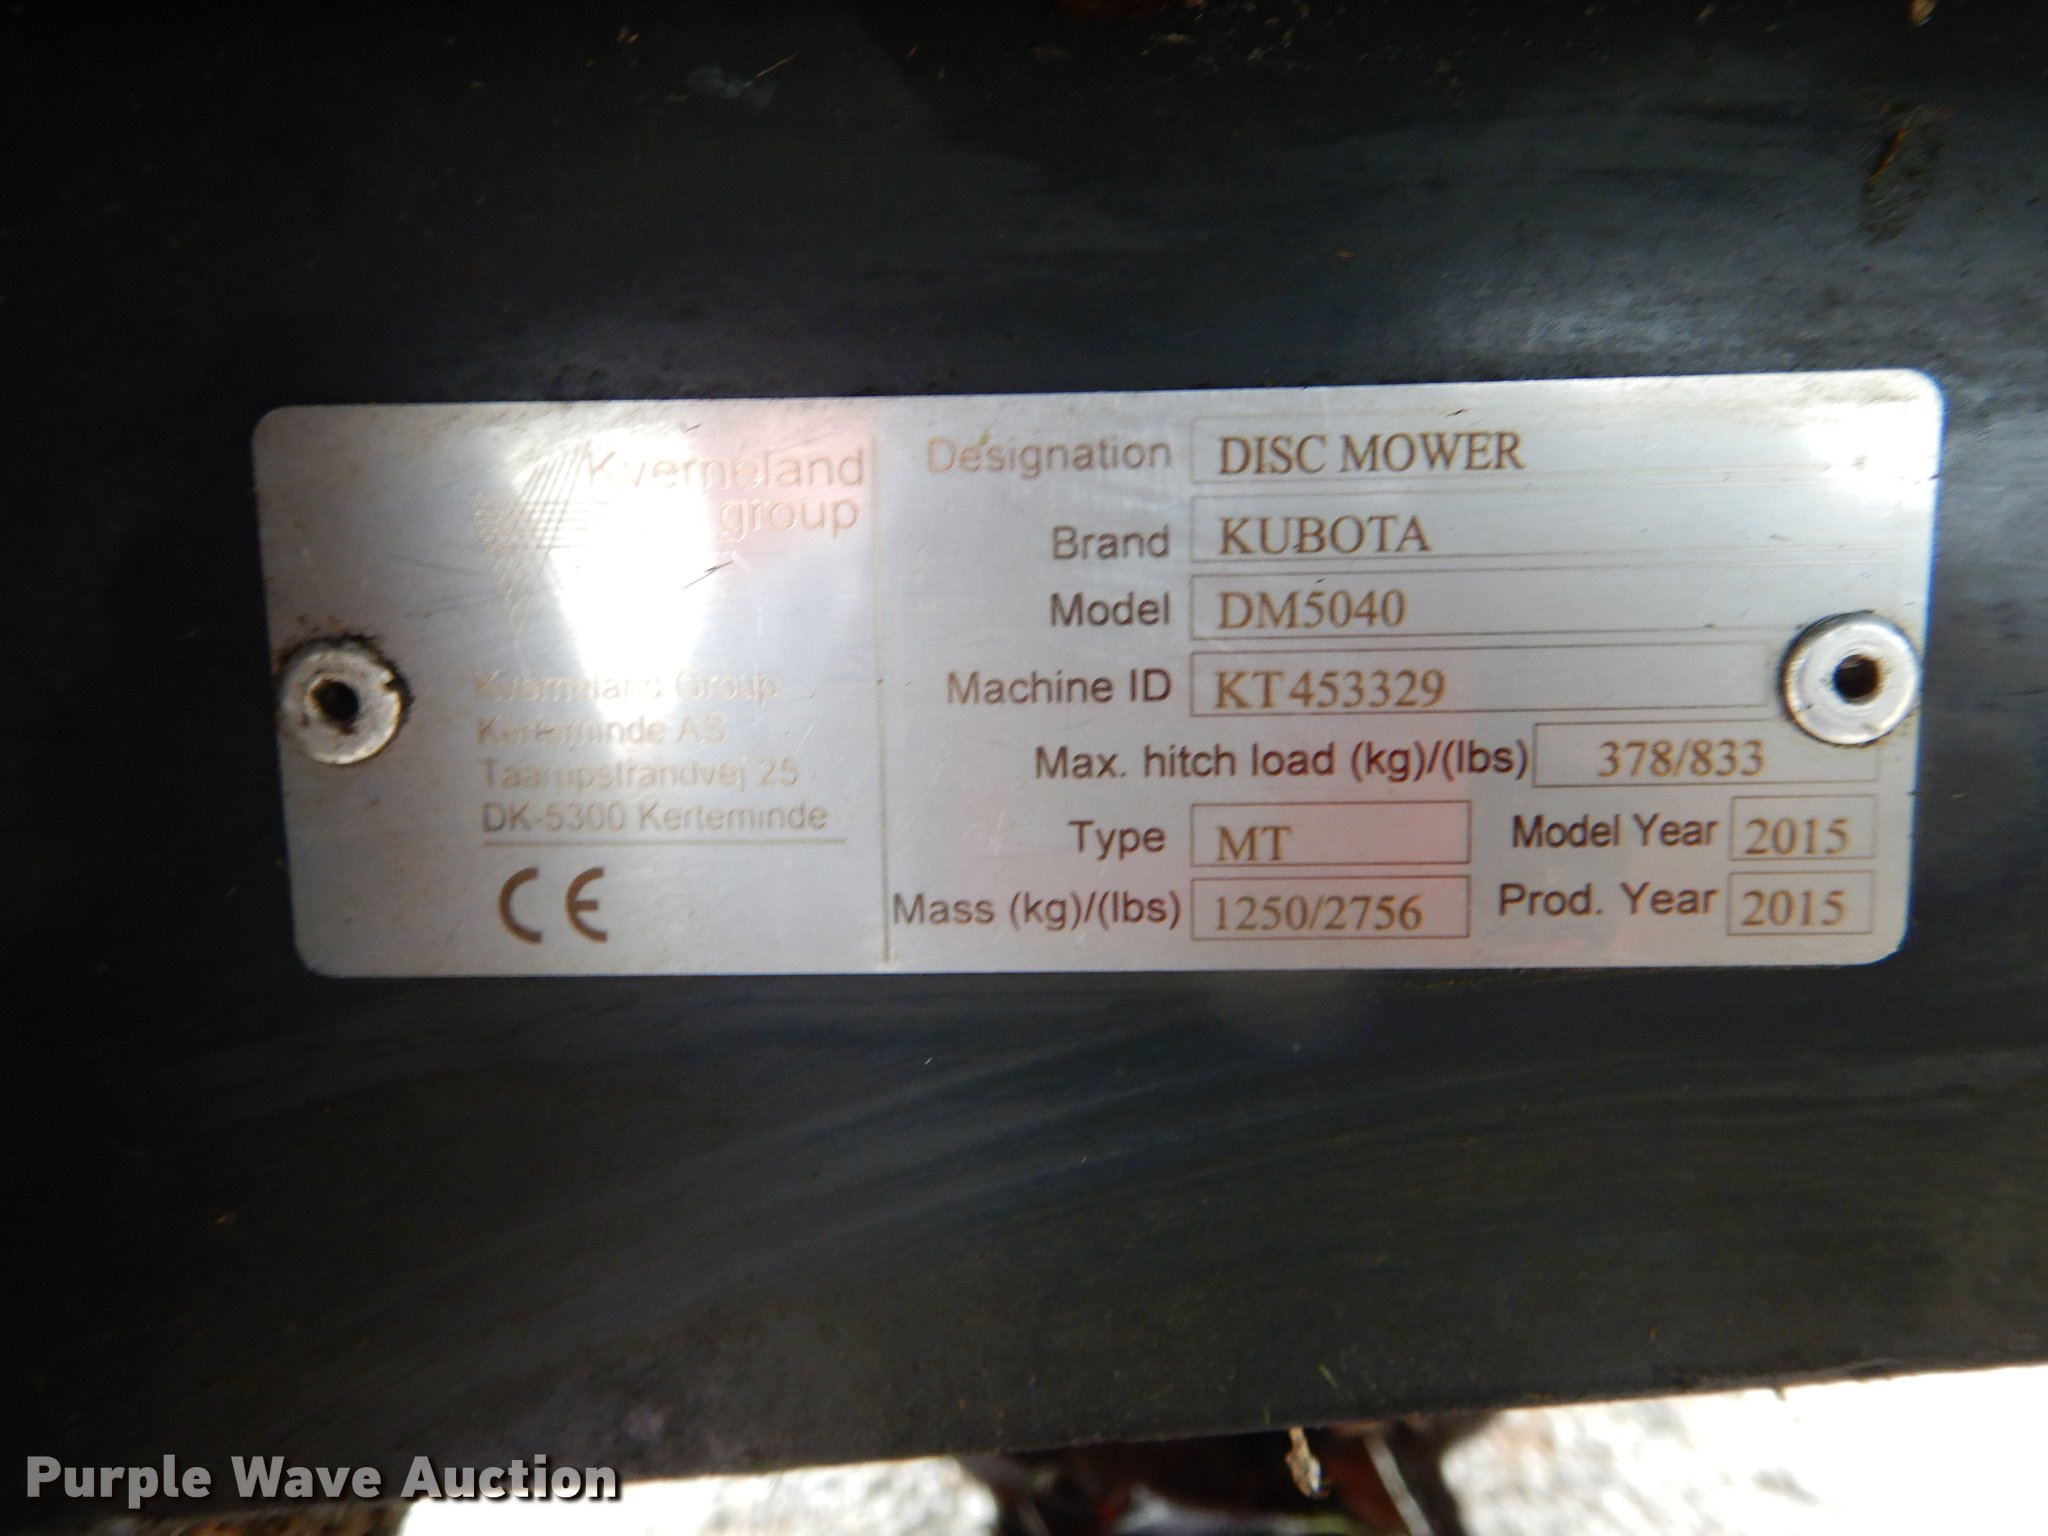 Kverneland
group
Kverneland Group
Kerteminde AS
Taarupstrandvej 25
DK-5300 Kerteminde
CE
Designation DISC MOWER
Brand KUBOTA
Model DM5040
Machine ID KT453329
Max. hitch load (kg)/(lbs) 378/833
Type MT Model Year 2015
Mass (kg)/(lbs) 1250/2756 Prod. Year 2015
Purple Wave Auction